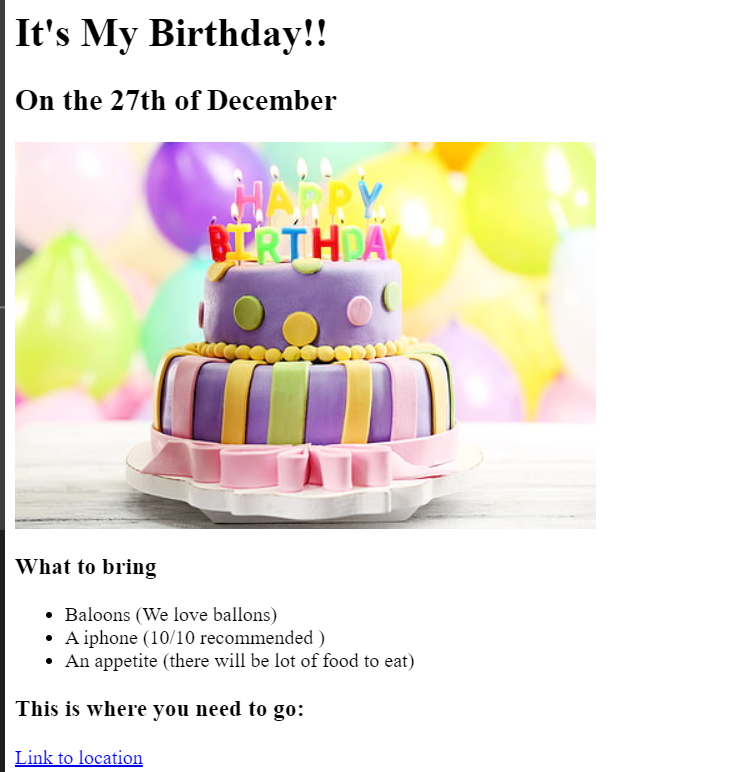 It's My Birthday!!
On the 27th of December
HAPPY
BIRTHDAY
What to bring
Baloons (We love ballons)
A iphone (10/10 recommended )
An appetite (there will be lot of food to eat)
This is where you need to go:
Link to location